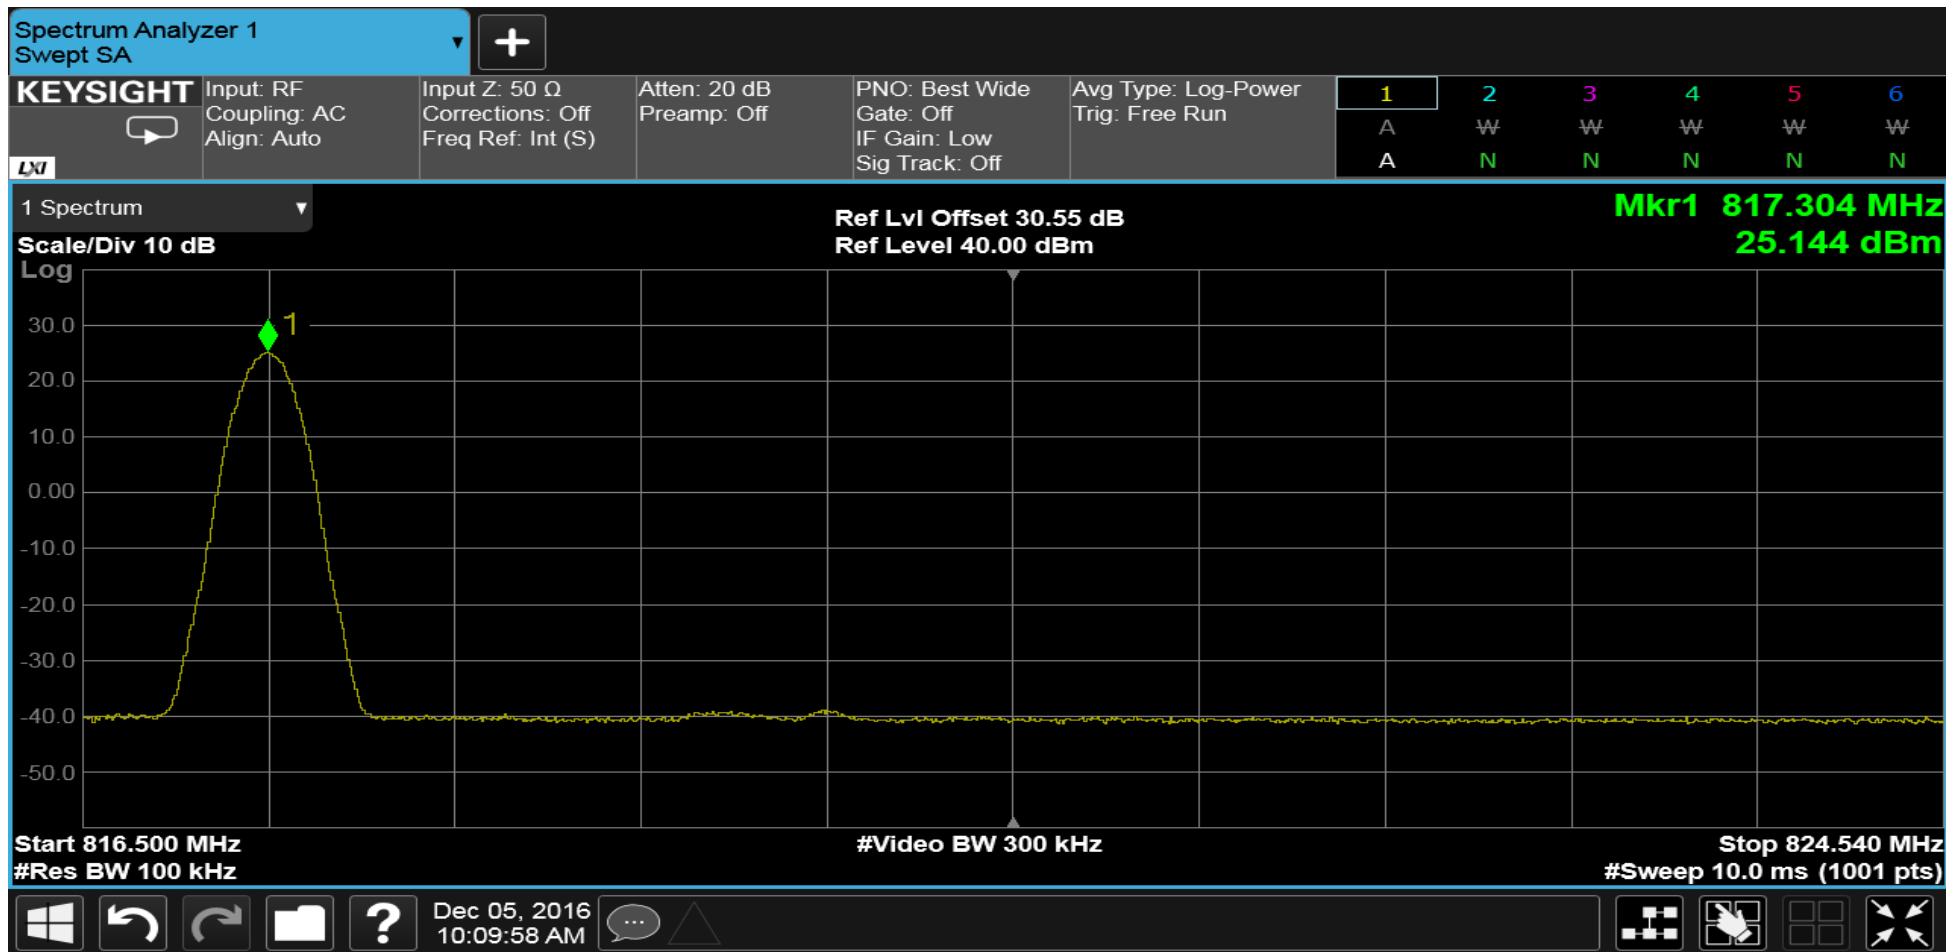 Spectrum Analyzer 1
Swept SA
KEYSIGHT
LXI
Input: RF
Coupling: AC
Align: Auto
Input Z: 50 Ω
Corrections: Off
Freq Ref: Int (S)
Atten: 20 dB
Preamp: Off
PNO: Best Wide
Gate: Off
IF Gain: Low
Sig Track: Off
Avg Type: Log-Power
Trig: Free Run
1 2 3 4 5 6
A W W W W W
A N N N N N
1 Spectrum
Scale/Div 10 dB
Log
Ref Lvl Offset 30.55 dB
Ref Level 40.00 dBm
Mkr1 817.304 MHz
25.144 dBm
1
30.0
20.0
10.0
0.00
-10.0
-20.0
-30.0
-40.0
-50.0
Start 816.500 MHz
#Res BW 100 kHz
#Video BW 300 kHz
Stop 824.540 MHz
#Sweep 10.0 ms (1001 pts)
?
Dec 05, 2016
10:09:58 AM